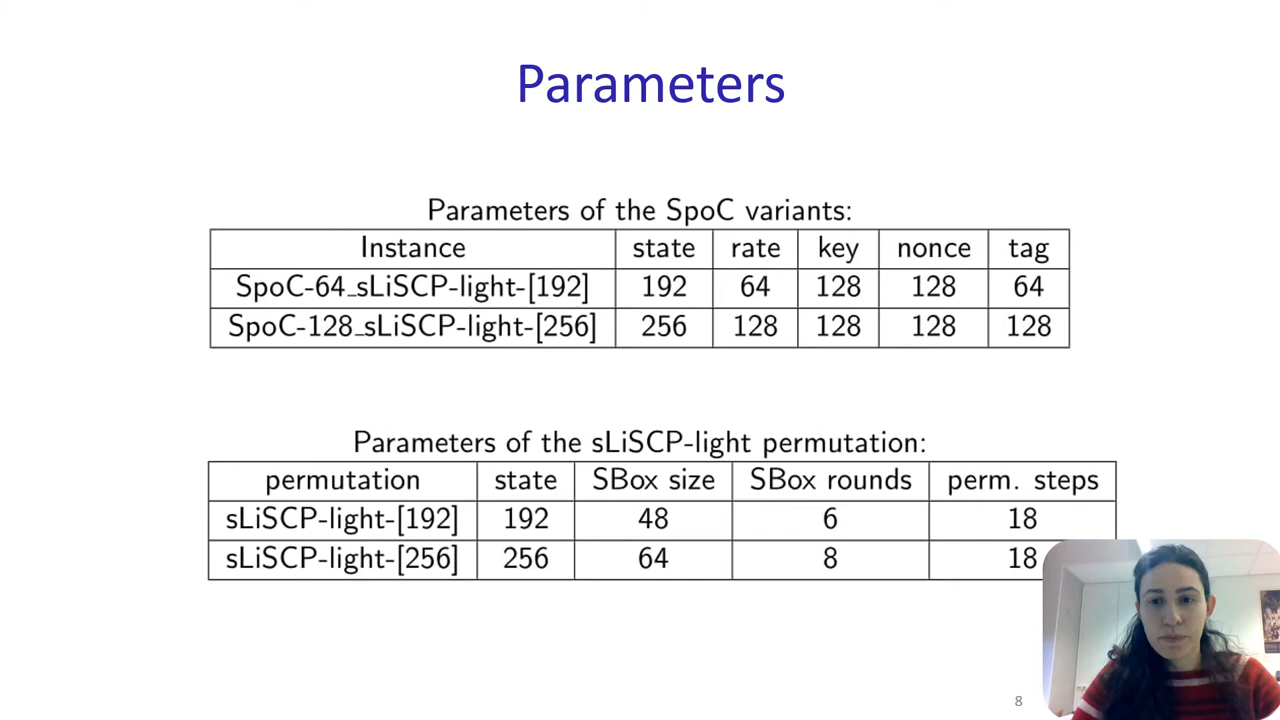 Parameters
Parameters of the SpoC variants:
Instance state rate key nonce tag
SpoC-64_sLiSCP-light-[192] 192 64 128 128 64
SpoC-128_sLiSCP-light-[256] 256 128 128 128 128
Parameters of the sLiSCP-light permutation:
permutation state SBox size SBox rounds perm. steps
sLiSCP-light-[192] 192 48 6 18
sLiSCP-light-[256] 256 64 8 18
8